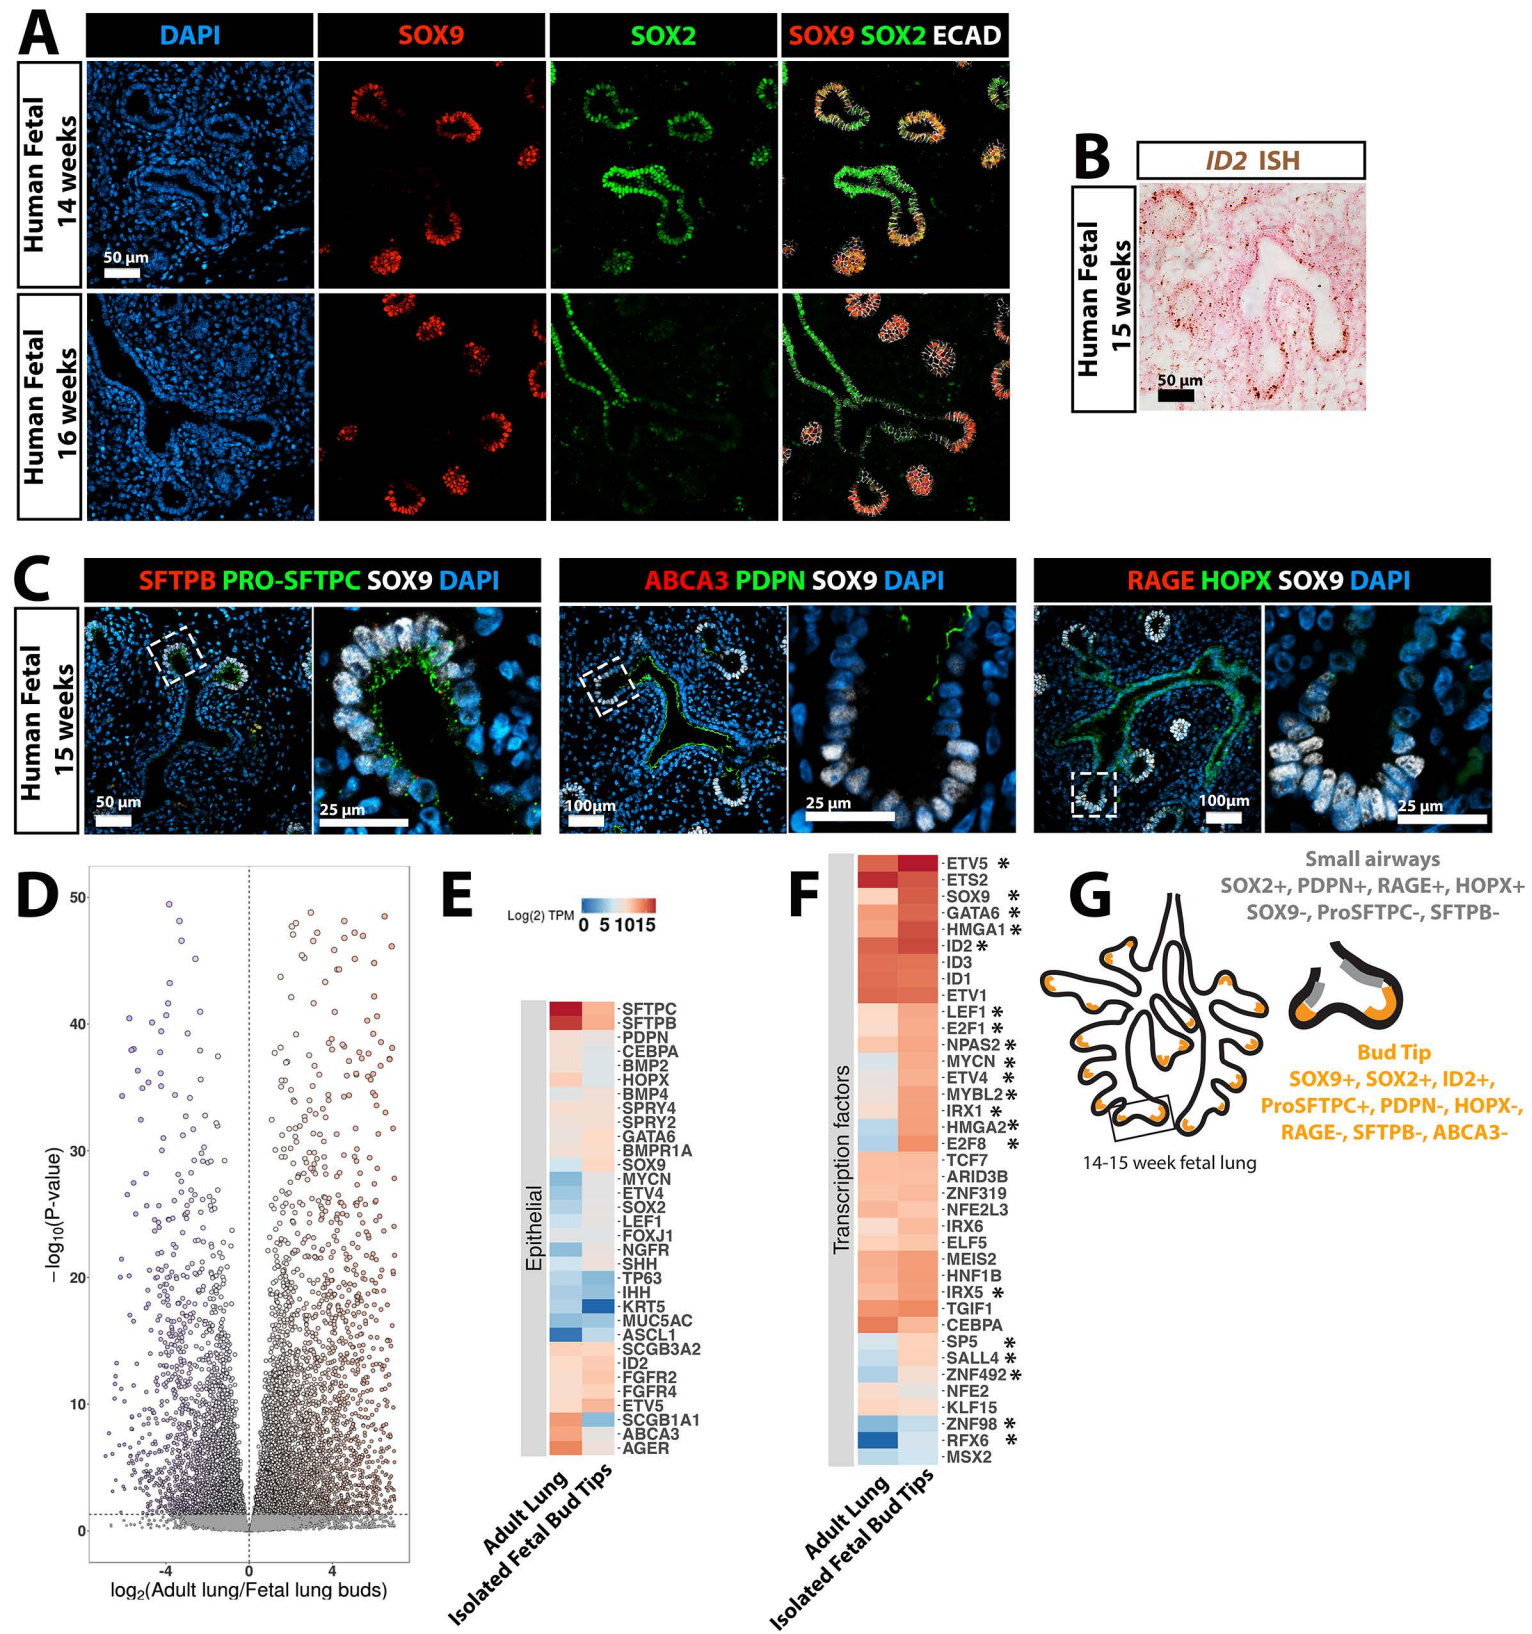 A
DAPI
SOX9
SOX2
SOX9 SOX2 ECAD
Human Fetal
14 weeks
50 µm
Human Fetal
16 weeks
B
ID2 ISH
Human Fetal
15 weeks
50 µm
C
SFTPB PRO-SFTPC SOX9 DAPI
ABCA3 PDPN SOX9 DAPI
RAGE HOPX SOX9 DAPI
Human Fetal
15 weeks
50 µm
25 µm
100µm
25 µm
100µm
25 µm
D
50
40
30
20
10
0
-4
0
4
−log10(P-value)
log2(Adult lung/Fetal lung buds)
E
Log(2) TPM
0 5 10 15
Epithelial
SFTPC
SFTPB
PDPN
CEBPA
BMP2
HOPX
BMP4
SPRY4
SPRY2
GATA6
BMPR1A
SOX9
MYCN
ETV4
SOX2
LEF1
FOXJ1
NGFR
SHH
TP63
IHH
KRT5
MUC5AC
ASCL1
SCGB3A2
ID2
FGFR2
FGFR4
ETV5
SCGB1A1
ABCA3
AGER
Adult Lung
Isolated Fetal Bud Tips
F
Transcription factors
ETV5 *
ETS2
SOX9 *
GATA6 *
HMGA1 *
ID2 *
ID3
ID1
ETV1
LEF1 *
E2F1 *
NPAS2 *
MYCN *
ETV4 *
MYBL2 *
IRX1 *
HMGA2 *
E2F8 *
TCF7
ARID3B
ZNF319
NFE2L3
IRX6
ELF5
MEIS2
HNF1B
IRX5 *
TGIF1
CEBPA
SP5 *
SALL4 *
ZNF492 *
NFE2
KLF15
ZNF98 *
RFX6 *
MSX2
Adult Lung
Isolated Fetal Bud Tips
G
Small airways
SOX2+, PDPN+, RAGE+, HOPX+
SOX9-, ProSFTPC-, SFTPB-
Bud Tip
SOX9+, SOX2+, ID2+,
ProSFTPC+, PDPN-, HOPX-,
RAGE-, SFTPB-, ABCA3-
14-15 week fetal lung